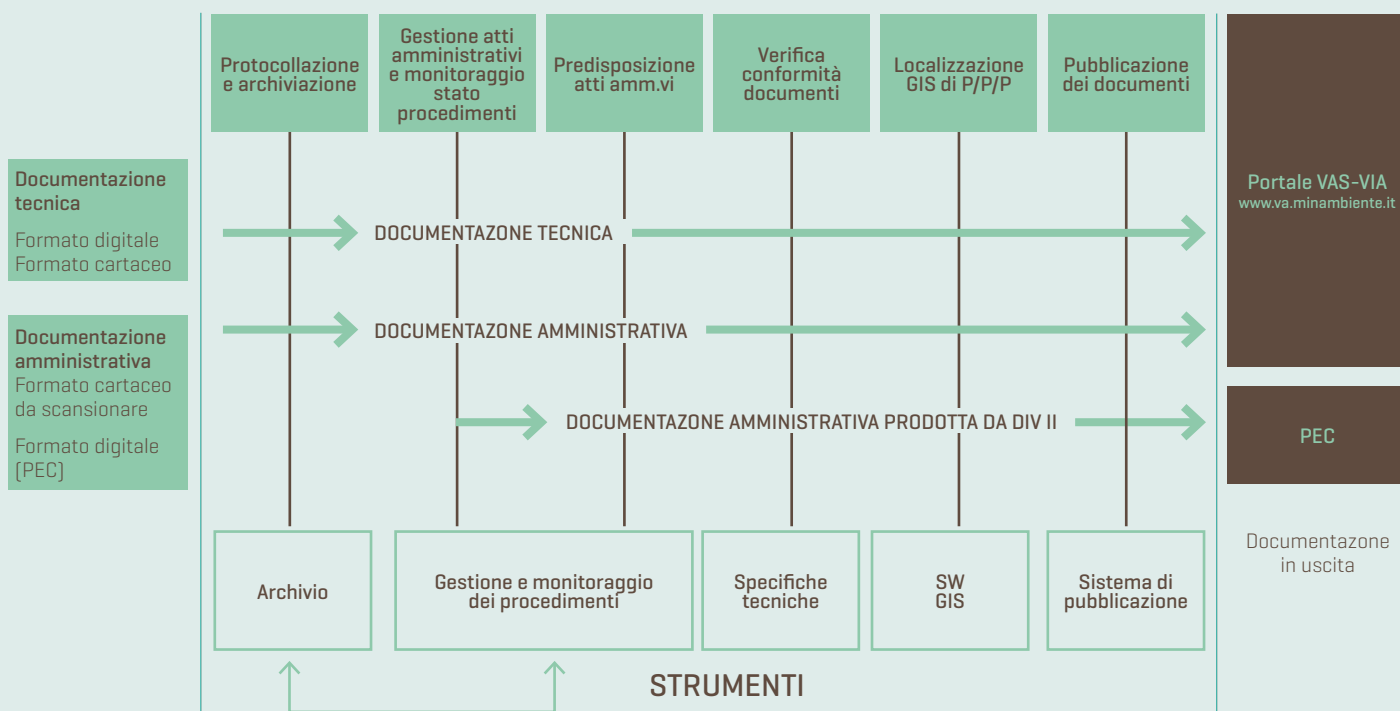 Protocollazione
e archiviazione
Gestione atti
amministrativi
e monitoraggio
stato
procedimenti
Predisposizione
atti amm.vi
Verifica
conformità
documenti
Localizzazione
GIS di P/P/P
Pubblicazione
dei documenti
Documentazione
tecnica
Formato digitale
Formato cartaceo
DOCUMENTAZONE TECNICA
Portale VAS-VIA
www.va.minambiente.it
Documentazione
amministrativa
Formato cartaceo
da scansionare
Formato digitale
(PEC)
DOCUMENTAZONE AMMINISTRATIVA
DOCUMENTAZONE AMMINISTRATIVA PRODOTTA DA DIV II
PEC
Archivio
Gestione e monitoraggio
dei procedimenti
Specifiche
tecniche
SW
GIS
Sistema di
pubblicazione
Documentazone
in uscita
STRUMENTI